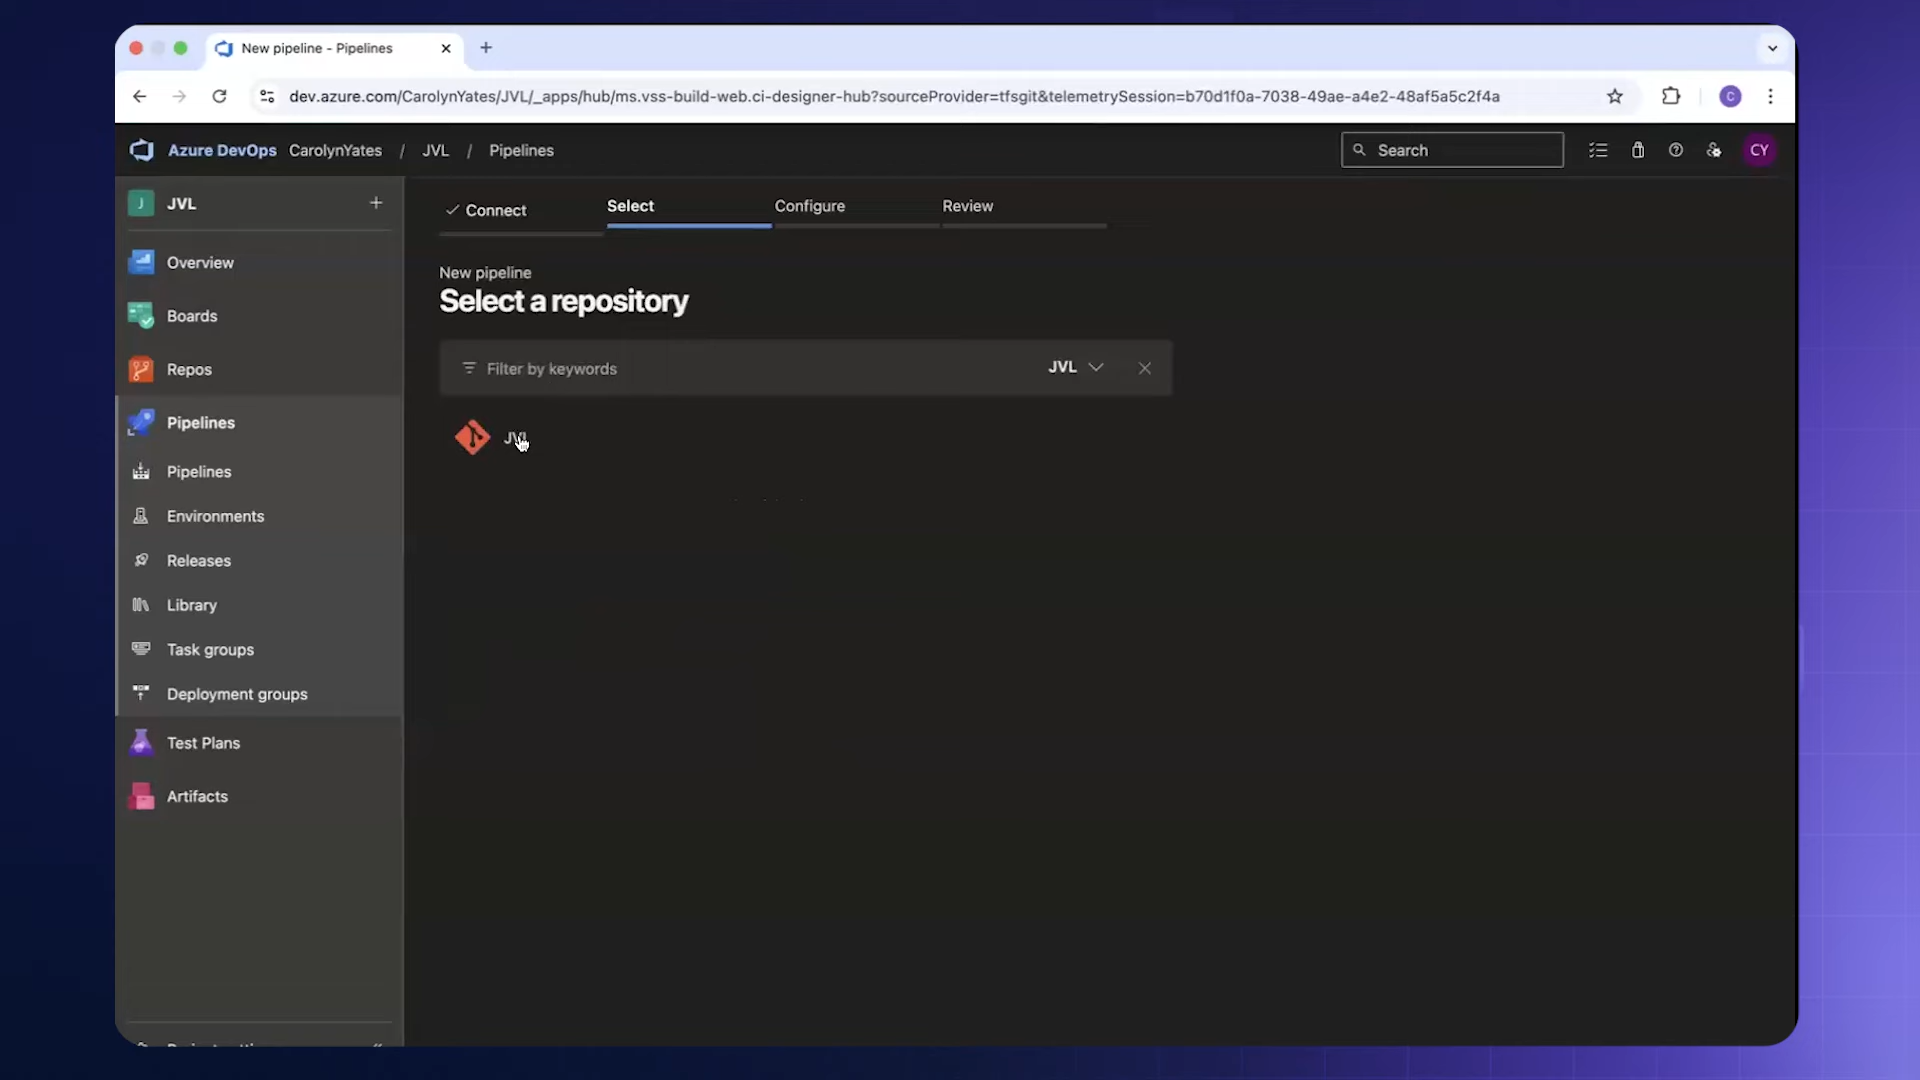 New pipeline - Pipelines
dev.azure.com/CarolynYates/JVL/_apps/hub/ms.vss-build-web.ci-designer-hub?sourceProvider=tfsgit&telemetrySession=b70d1f0a-7038-49ae-a4e2-48af5a5c2f4a
C
Azure DevOps CarolynYates / JVL / Pipelines
Search
CY
J JVL
Overview
Boards
Repos
Pipelines
Pipelines
Environments
Releases
Library
Task groups
Deployment groups
Test Plans
Artifacts
Connect
Select
Configure
Review
New pipeline
Select a repository
Filter by keywords
JVL
JVL